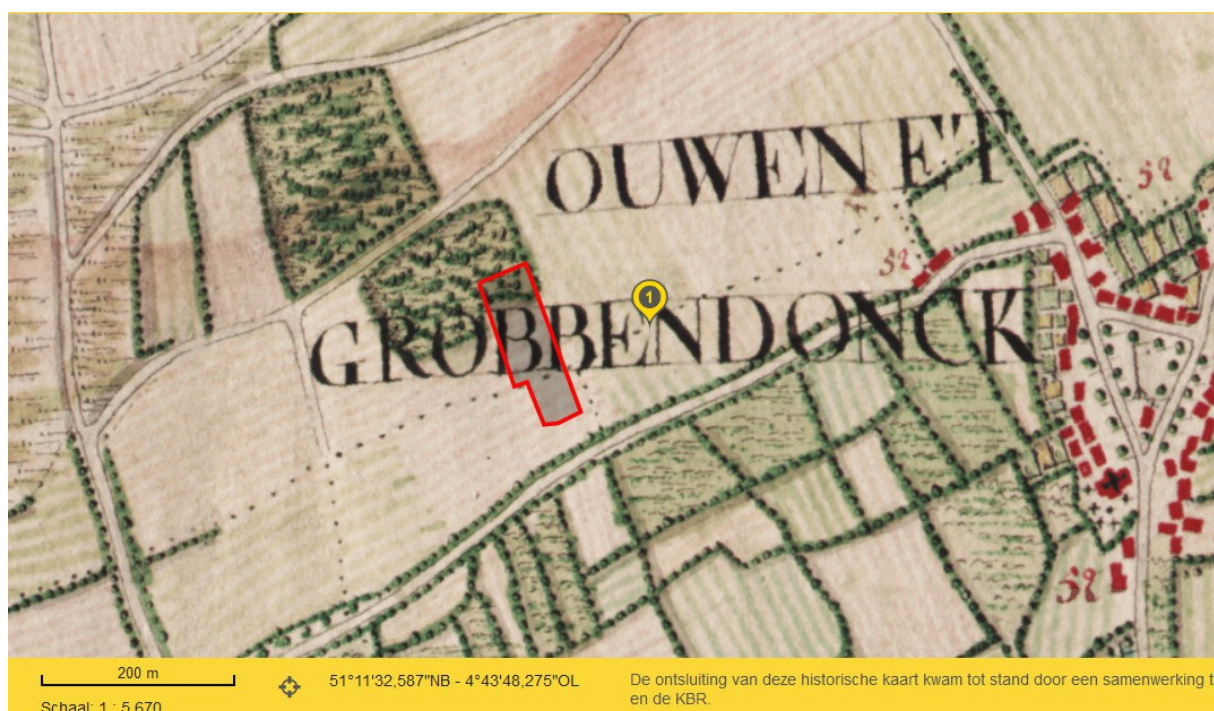 OUWEN ET
52
52
1
GROBBENDONCK
52
200 m
51°11'32,587"NB - 4°43'48,275"OL
De ontsluiting van deze historische kaart kwam tot stand door een samenwerking t
en de KBR.
Schaal: 1 : 5.670